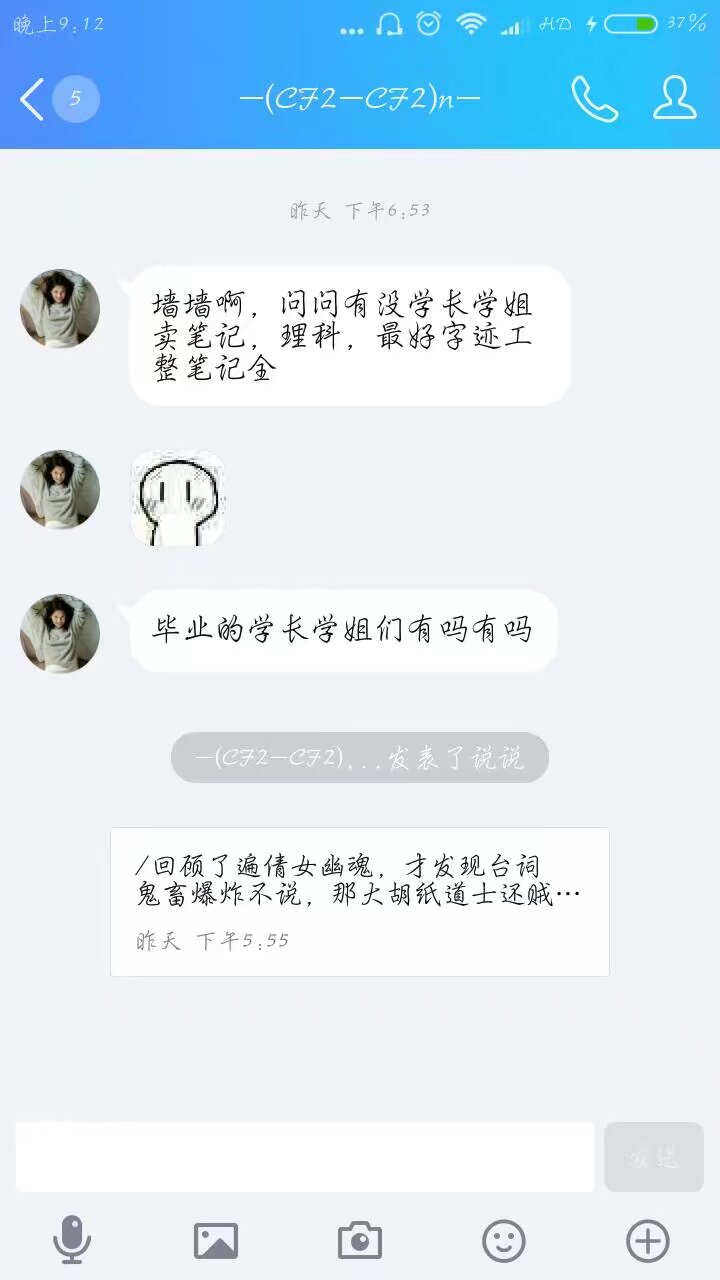 晚上9:12
HD
37%
5
—(CF2—CF2)n—
昨天 下午6:53
墙墙啊，问问有没学长学姐
卖笔记，理科，最好字迹工
整笔记全
毕业的学长学姐们有吗有吗
—(CF2—CF2)...发表了说说
/回硕了遍倩女幽魂，才发现台词
鬼畜爆炸不说，那大胡纸道士还贼…
昨天 下午5:55
发送